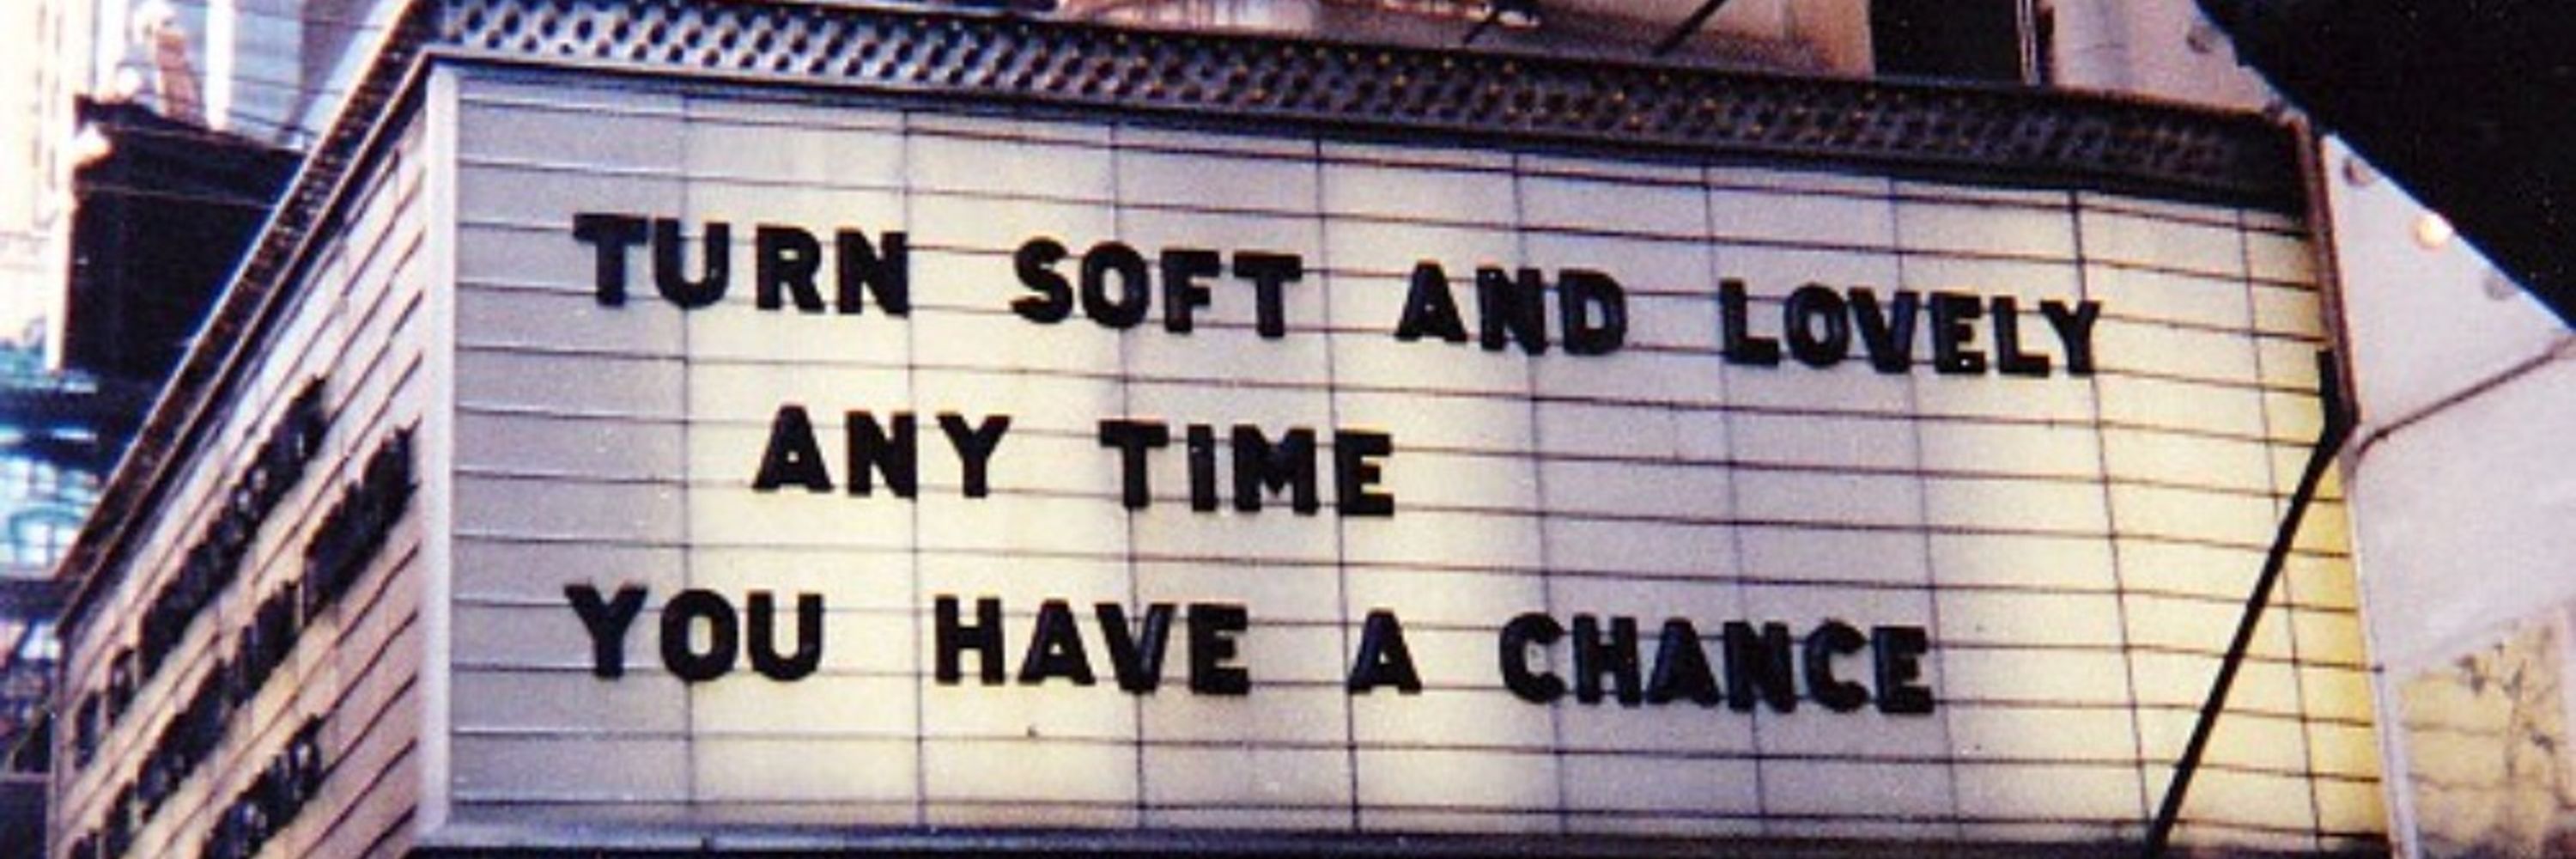 TURN SOFT AND LOVELY
ANY TIME
YOU HAVE A CHANCE